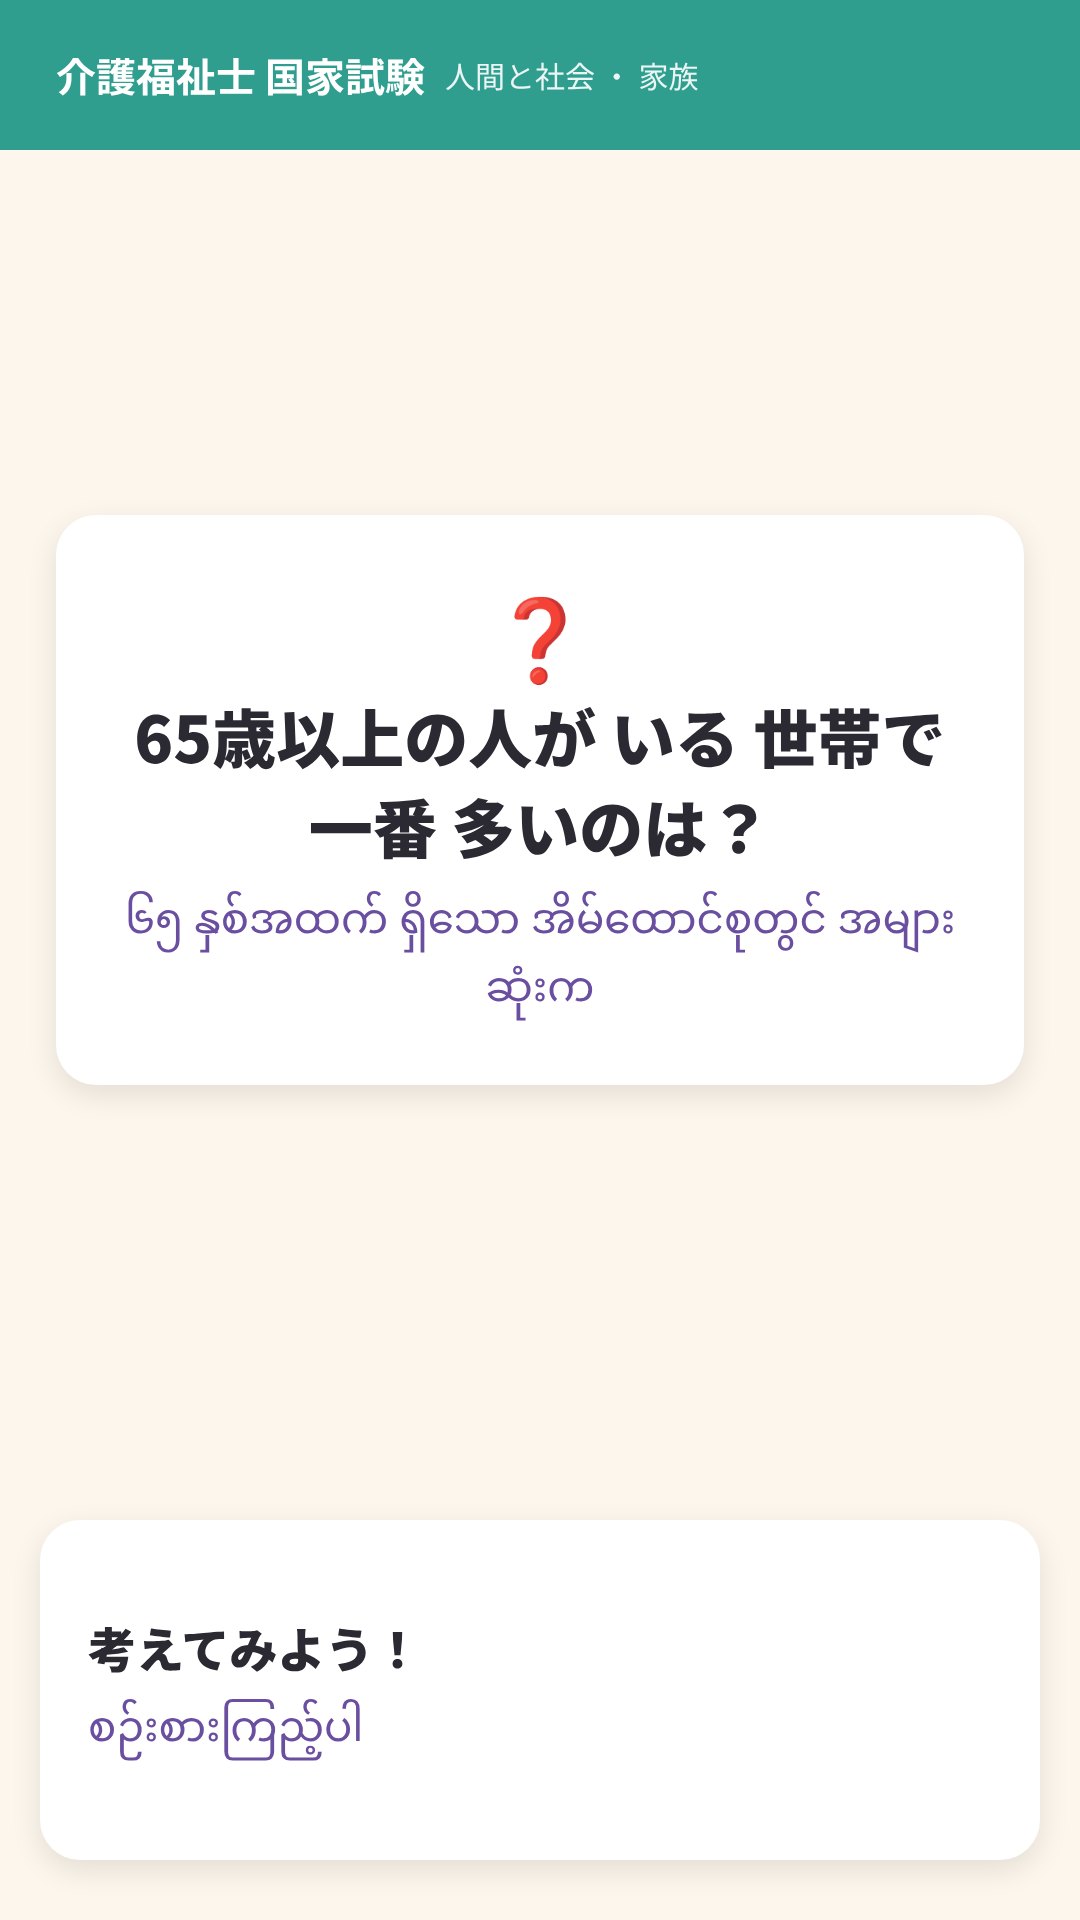 介護福祉士 国家試験 人間と社会 ・ 家族
❓
65歳以上の人が いる 世帯で
一番 多いのは？
၆၅ နှစ်အထက် ရှိသော အိမ်ထောင်စုတွင် အများ
ဆုံးက
考えてみよう！
စဉ်းစားကြည့်ပါ